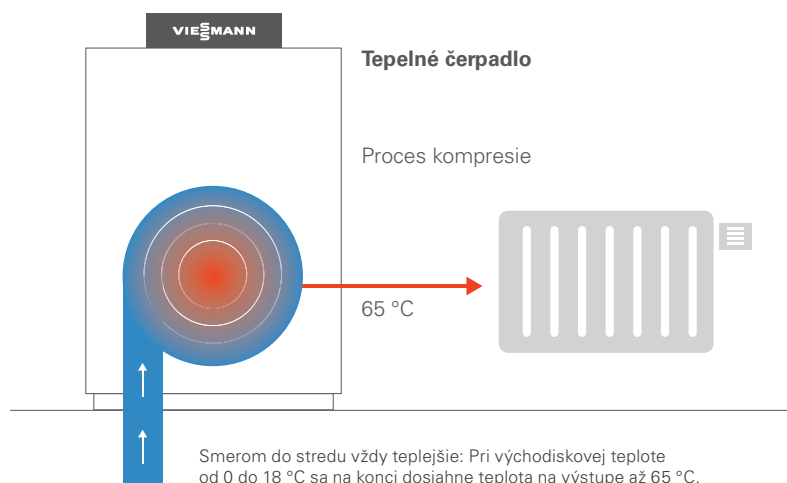 VIESSMANN
Tepelné čerpadlo
Proces kompresie
65 °C
Smerom do stredu vždy teplejšie: Pri východiskovej teplote
od 0 do 18 °C sa na konci dosiahne teplota na výstupe až 65 °C.